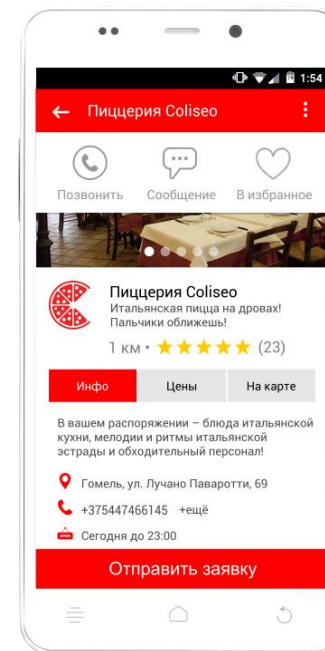 1:54
Пиццерия Coliseo
Позвонить Сообщение В избранное
Пиццерия Coliseo
Итальянская пицца на дровах!
Пальчики оближешь!
1 км • (23)
Инфо Цены На карте
В вашем распоряжении – блюда итальянской
кухни, мелодии и ритмы итальянской
эстрады и обходительный персонал!
Гомель, ул. Лучано Паваротти, 69
+375447466145 +ещё
Сегодня до 23:00
Отправить заявку